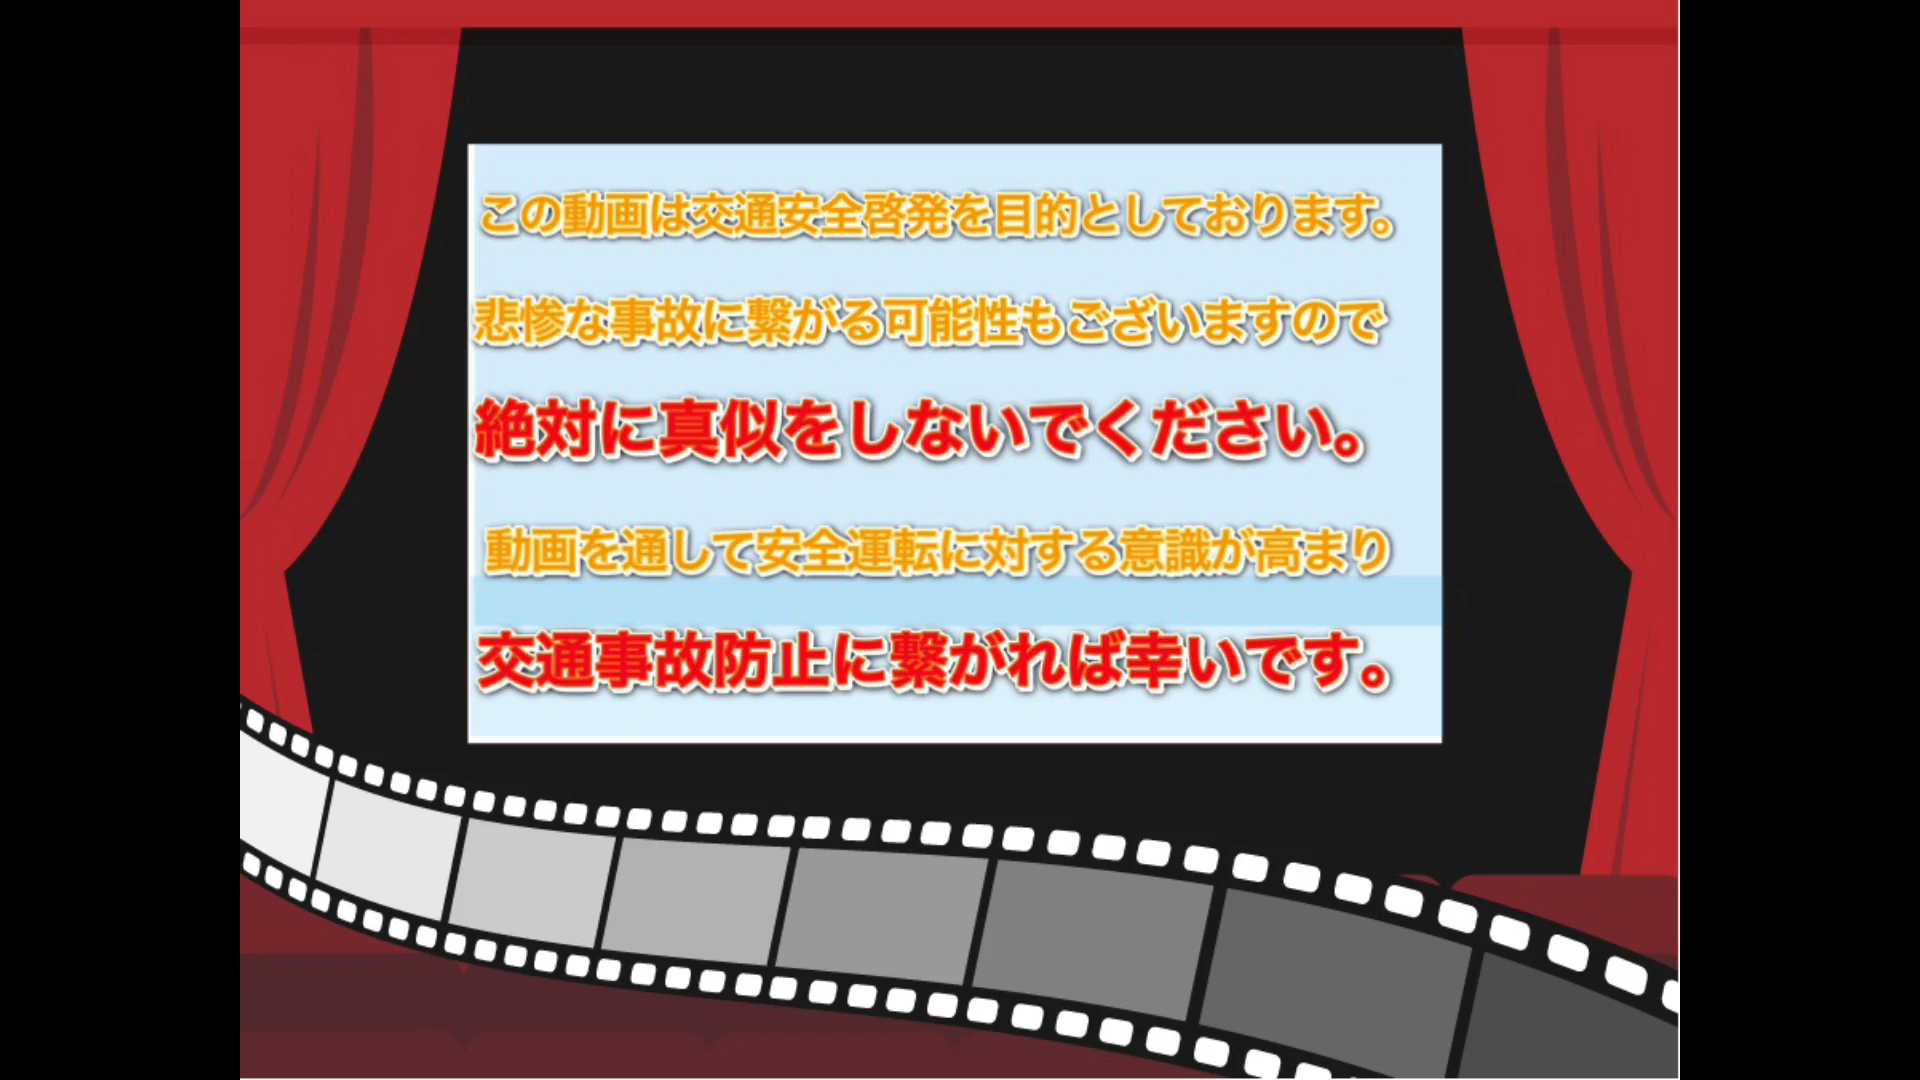 この動画は交通安全啓発を目的としております。
悲惨な事故に繋がる可能性もございますので
絶対に真似をしないでください。
動画を通して安全運転に対する意識が高まり
交通事故防止に繋がれば幸いです。